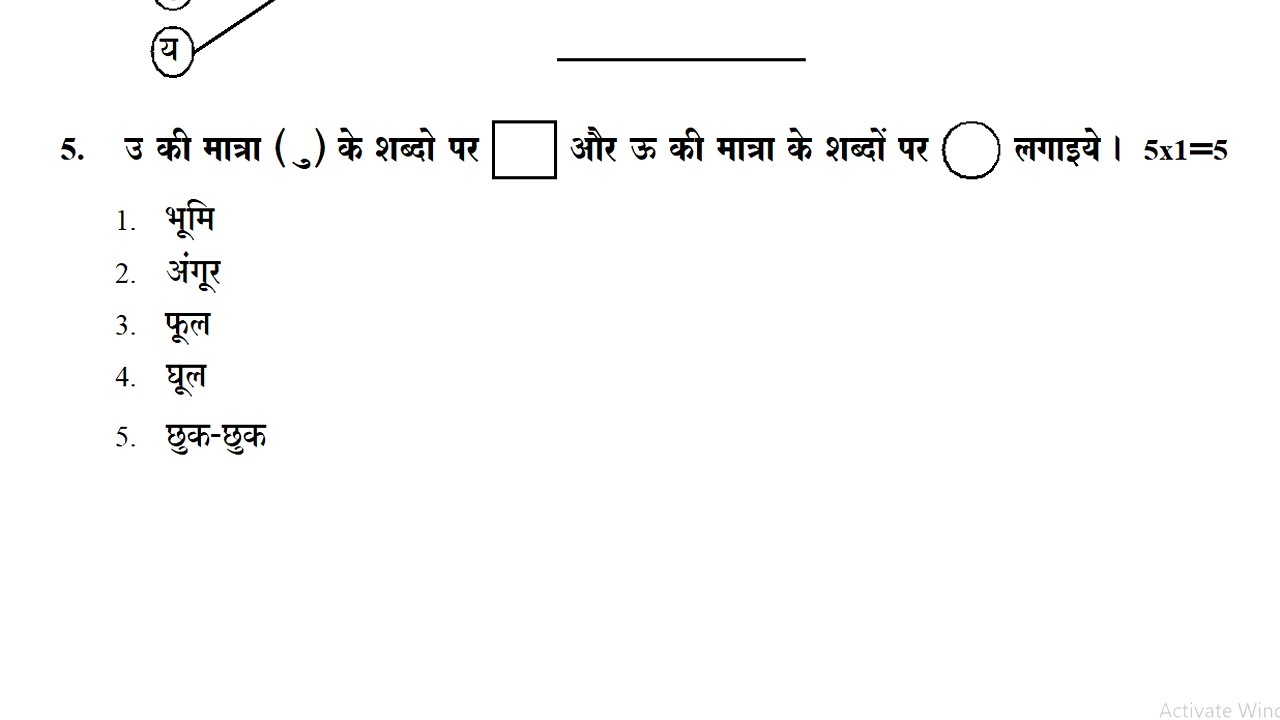 य
5. उ की मात्रा ( ु) के शब्दो पर और ऊ की मात्रा के शब्दों पर लगाइये। 5x1=5
1. भूमि
2. अंगूर
3. फूल
4. घूल
5. छुक-छुक
Activate Wind